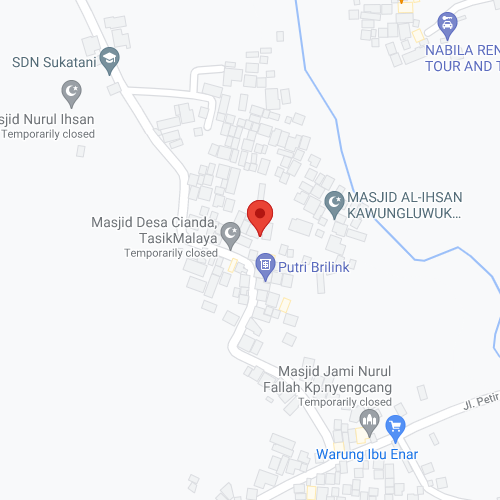 NABILA REN
TOUR AND T
SDN Sukatani
sjid Nurul Ihsan
Temporarily closed
MASJID AL-IHSAN
KAWUNGLUWUK...
Masjid Desa Cianda,
TasikMalaya
Temporarily closed
Putri Brilink
Masjid Jami Nurul
Fallah Kp.nyengcang
Temporarily closed
Jl. Petir
Warung Ibu Enar